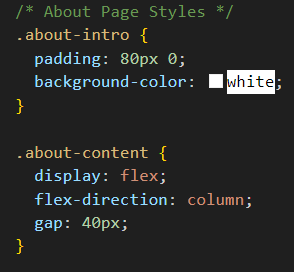 /* About Page Styles */
.about-intro {
  padding: 80px 0;
  background-color: white;
}

.about-content {
  display: flex;
  flex-direction: column;
  gap: 40px;
}